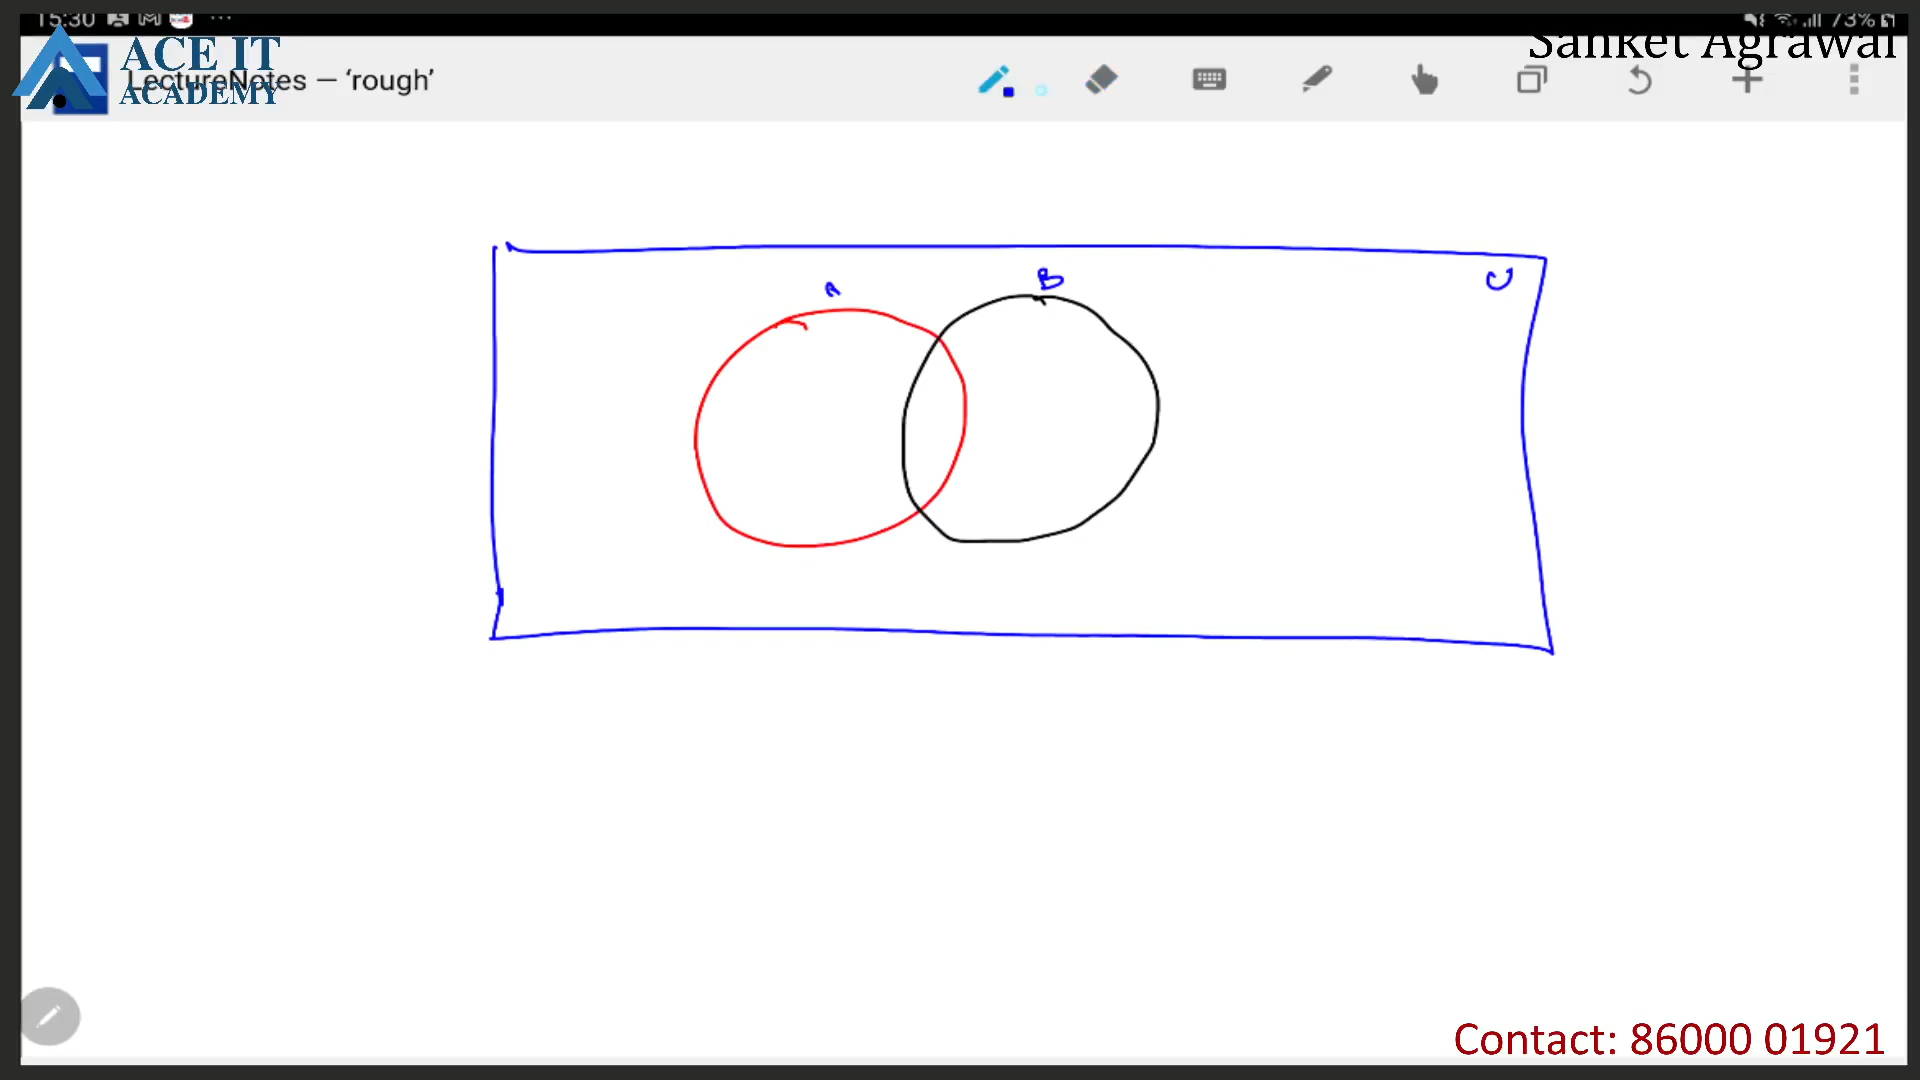 15:30
73%
Sanket Agrawal
ACE IT
ACADEMY
LectureNotes — ‘rough’
A
B
U
Contact: 86000 01921